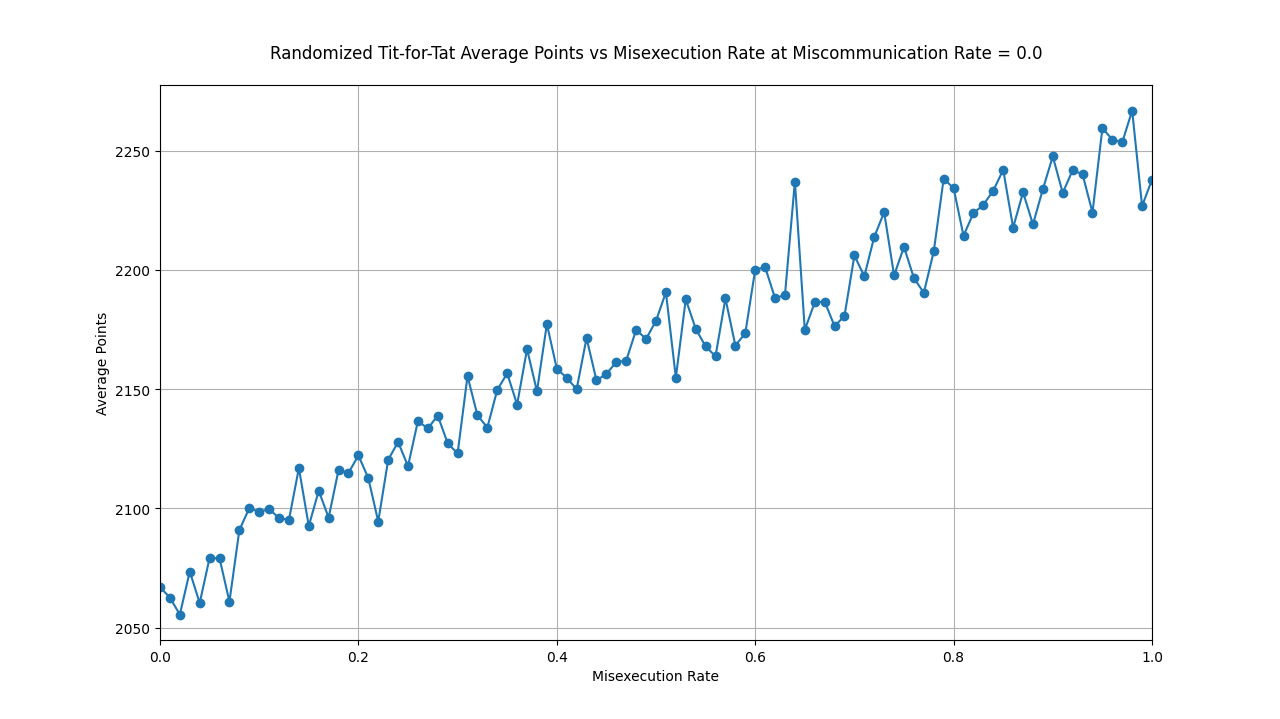 Randomized Tit-for-Tat Average Points vs Misexecution Rate at Miscommunication Rate = 0.0
2250
2200
2150
2100
2050
Average Points
0.0 0.2 0.4 0.6 0.8 1.0
Misexecution Rate